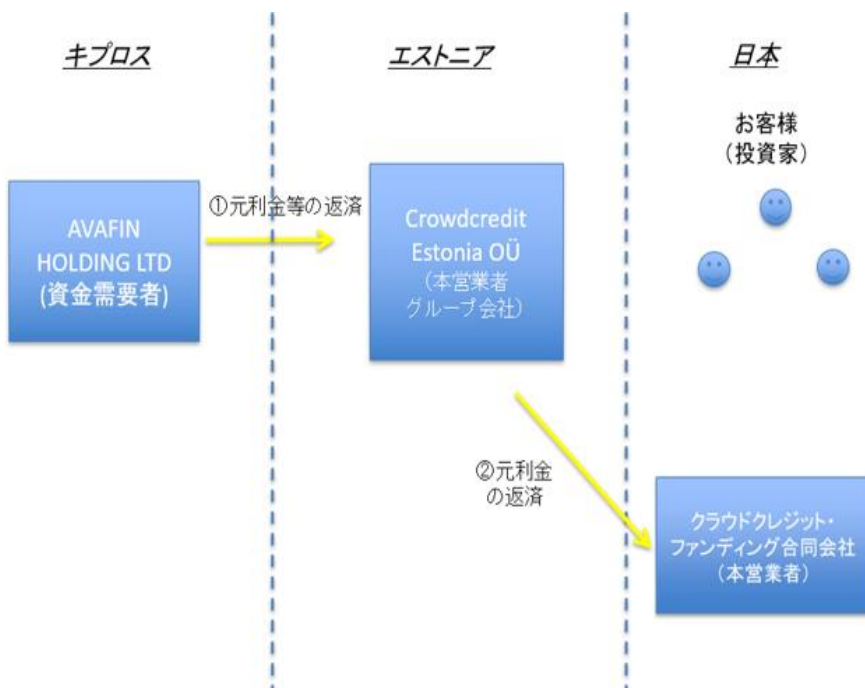 キプロス
エストニア
日本
お客様
(投資家)
①元利金等の返済
AVAFIN
HOLDING LTD
(資金需要者)
Crowdcredit
Estonia OÜ
(本営業者
グループ会社)
②元利金
の返済
クラウドクレジット・
ファンディング合同会社
(本営業者)